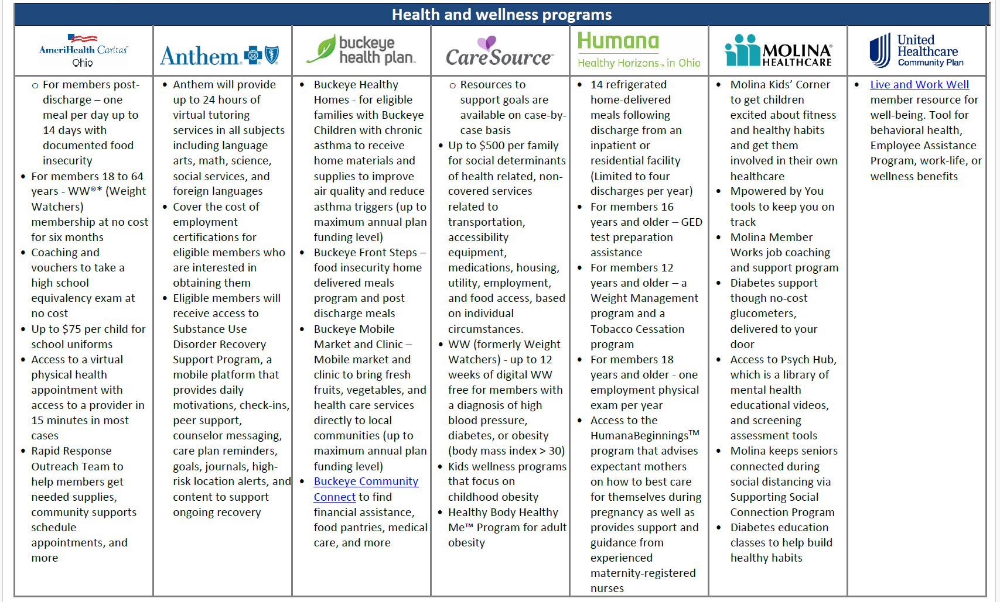 Health and wellness programs
AmeriHealth Caritas
Ohio
o For members post-
discharge – one
meal per day up to
14 days with
documented food
insecurity
• For members 18 to 64
years - WW®* (Weight
Watchers)
membership at no cost
for six months
• Coaching and
vouchers to take a
high school
equivalency exam at
no cost
• Up to $75 per child for
school uniforms
• Access to a virtual
physical health
appointment with
access to a provider in
15 minutes in most
cases
• Rapid Response
Outreach Team to
help members get
needed supplies,
community supports
schedule
appointments, and
more
Anthem
• Anthem will provide
up to 24 hours of
virtual tutoring
services in all subjects
including language
arts, math, science,
social services, and
foreign languages
• Cover the cost of
employment
certifications for
eligible members who
are interested in
obtaining them
• Eligible members will
receive access to
Substance Use
Disorder Recovery
Support Program, a
mobile platform that
provides daily
motivations, check-ins,
peer support,
counselor messaging,
care plan reminders,
goals, journals, high-
risk location alerts, and
content to support
ongoing recovery
buckeye
health plan™
• Buckeye Healthy
Homes - for eligible
families with Buckeye
Children with chronic
asthma to receive
home materials and
supplies to improve
air quality and reduce
asthma triggers (up to
maximum annual plan
funding level)
• Buckeye Front Steps –
food insecurity home
delivered meals
program and post
discharge meals
• Buckeye Mobile
Market and Clinic –
Mobile market and
clinic to bring fresh
fruits, vegetables, and
health care services
directly to local
communities (up to
maximum annual plan
funding level)
• Buckeye Community
Connect to find
financial assistance,
food pantries, medical
care, and more
CareSource
o Resources to
support goals are
available on case-by-
case basis
• Up to $500 per family
for social determinants
of health related, non-
covered services
related to
transportation,
accessibility
equipment,
medications, housing,
utility, employment,
and food access, based
on individual
circumstances.
• WW (formerly Weight
Watchers) - up to 12
weeks of digital WW
free for members with
a diagnosis of high
blood pressure,
diabetes, or obesity
(body mass index > 30)
• Kids wellness programs
that focus on
childhood obesity
• Healthy Body Healthy
Me™ Program for adult
obesity
Humana
Healthy Horizons™ in Ohio
• 14 refrigerated
home-delivered
meals following
discharge from an
inpatient or
residential facility
(Limited to four
discharges per year)
• For members 16
years and older – GED
test preparation
assistance
• For members 12
years and older – a
Weight Management
program and a
Tobacco Cessation
program
• For members 18
years and older - one
employment physical
exam per year
• Access to the
HumanaBeginnings™
program that advises
expectant mothers
on how to best care
for themselves during
pregnancy as well as
provides support and
guidance from
experienced
maternity-registered
nurses
MOLINA®
HEALTHCARE
• Molina Kids’ Corner
to get children
excited about fitness
and healthy habits
and get them
involved in their own
healthcare
• Mpowered by You
tools to keep you on
track
• Molina Member
Works job coaching
and support program
• Diabetes support
though no-cost
glucometers,
delivered to your
door
• Access to Psych Hub,
which is a library of
mental health
educational videos,
and screening
assessment tools
• Molina keeps seniors
connected during
social distancing via
Supporting Social
Connection Program
• Diabetes education
classes to help build
healthy habits
United
Healthcare
Community Plan
• Live and Work Well
member resource for
well-being. Tool for
behavioral health,
Employee Assistance
Program, work-life, or
wellness benefits